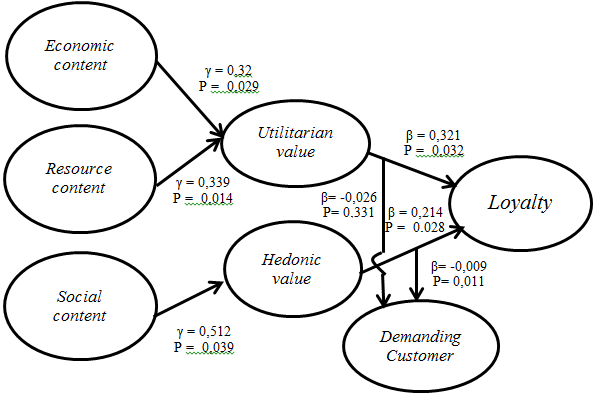 Economic
content
γ = 0,32
P = 0,029
Utilitarian
value
β = 0,321
P = 0,032
Resource
content
γ = 0,339
P = 0,014
β= -0,026
P= 0,331
β = 0,214
P = 0,028
Loyalty
Hedonic
value
β= -0,009
P= 0,011
Social
content
γ = 0,512
P = 0,039
Demanding
Customer